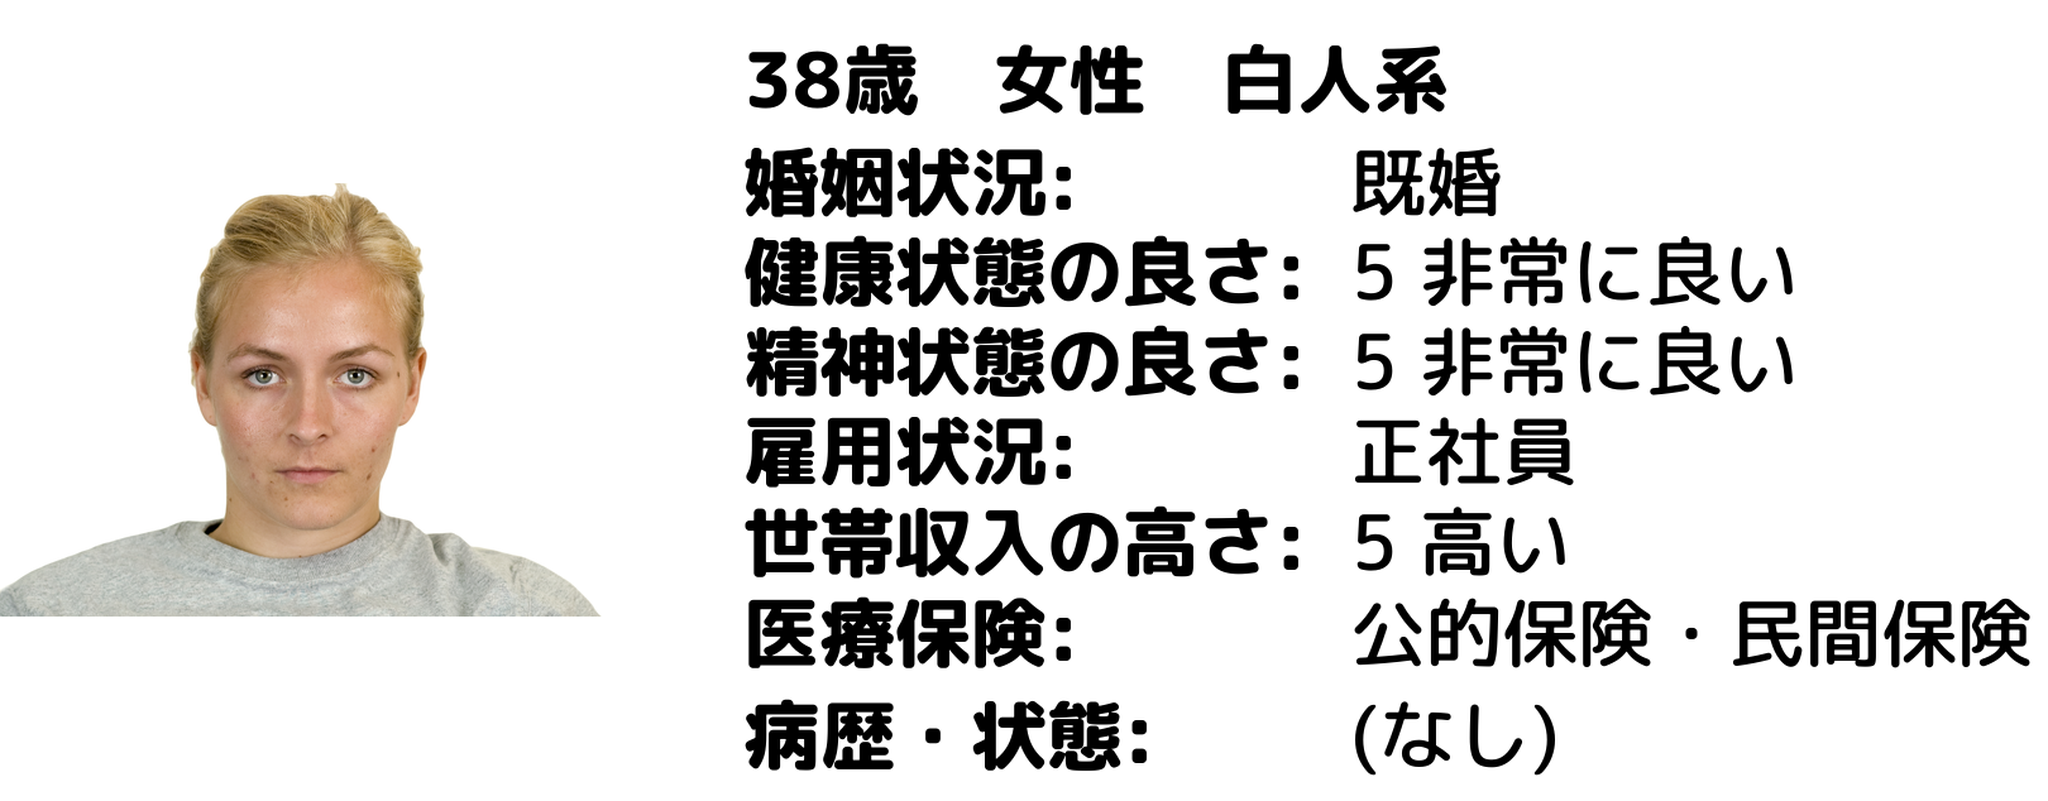 38歳　女性　白人系
婚姻状況: 既婚
健康状態の良さ: 5 非常に良い
精神状態の良さ: 5 非常に良い
雇用状況: 正社員
世帯収入の高さ: 5 高い
医療保険: 公的保険・民間保険
病歴・状態: (なし)